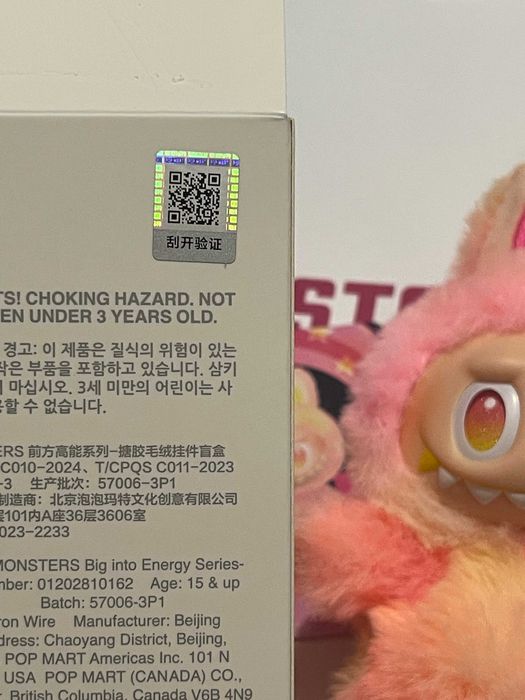 POP MART POP MART POP MART
刮开验证
TS! CHOKING HAZARD. NOT
EN UNDER 3 YEARS OLD.
경고: 이 제품은 질식의 위험이 있는
작은 부품을 포함하고 있습니다. 삼키
마십시오. 3세 미만의 어린이는 사
용할 수 없습니다.
ERS 前方高能系列-搪胶毛绒挂件盲盒
C010-2024、T/CPQS C011-2023
-3 生产批次：57006-3P1
制造商：北京泡泡玛特文化创意有限公司
层101内A座36层3606室
023-2233
MONSTERS Big into Energy Series-
mber: 01202810162 Age: 15 & up
Batch: 57006-3P1
ron Wire Manufacturer: Beijing
dress: Chaoyang District, Beijing,
POP MART Americas Inc. 101 N
USA POP MART (CANADA) CO.,
r, British Columbia, Canada V6B 4N9
STO